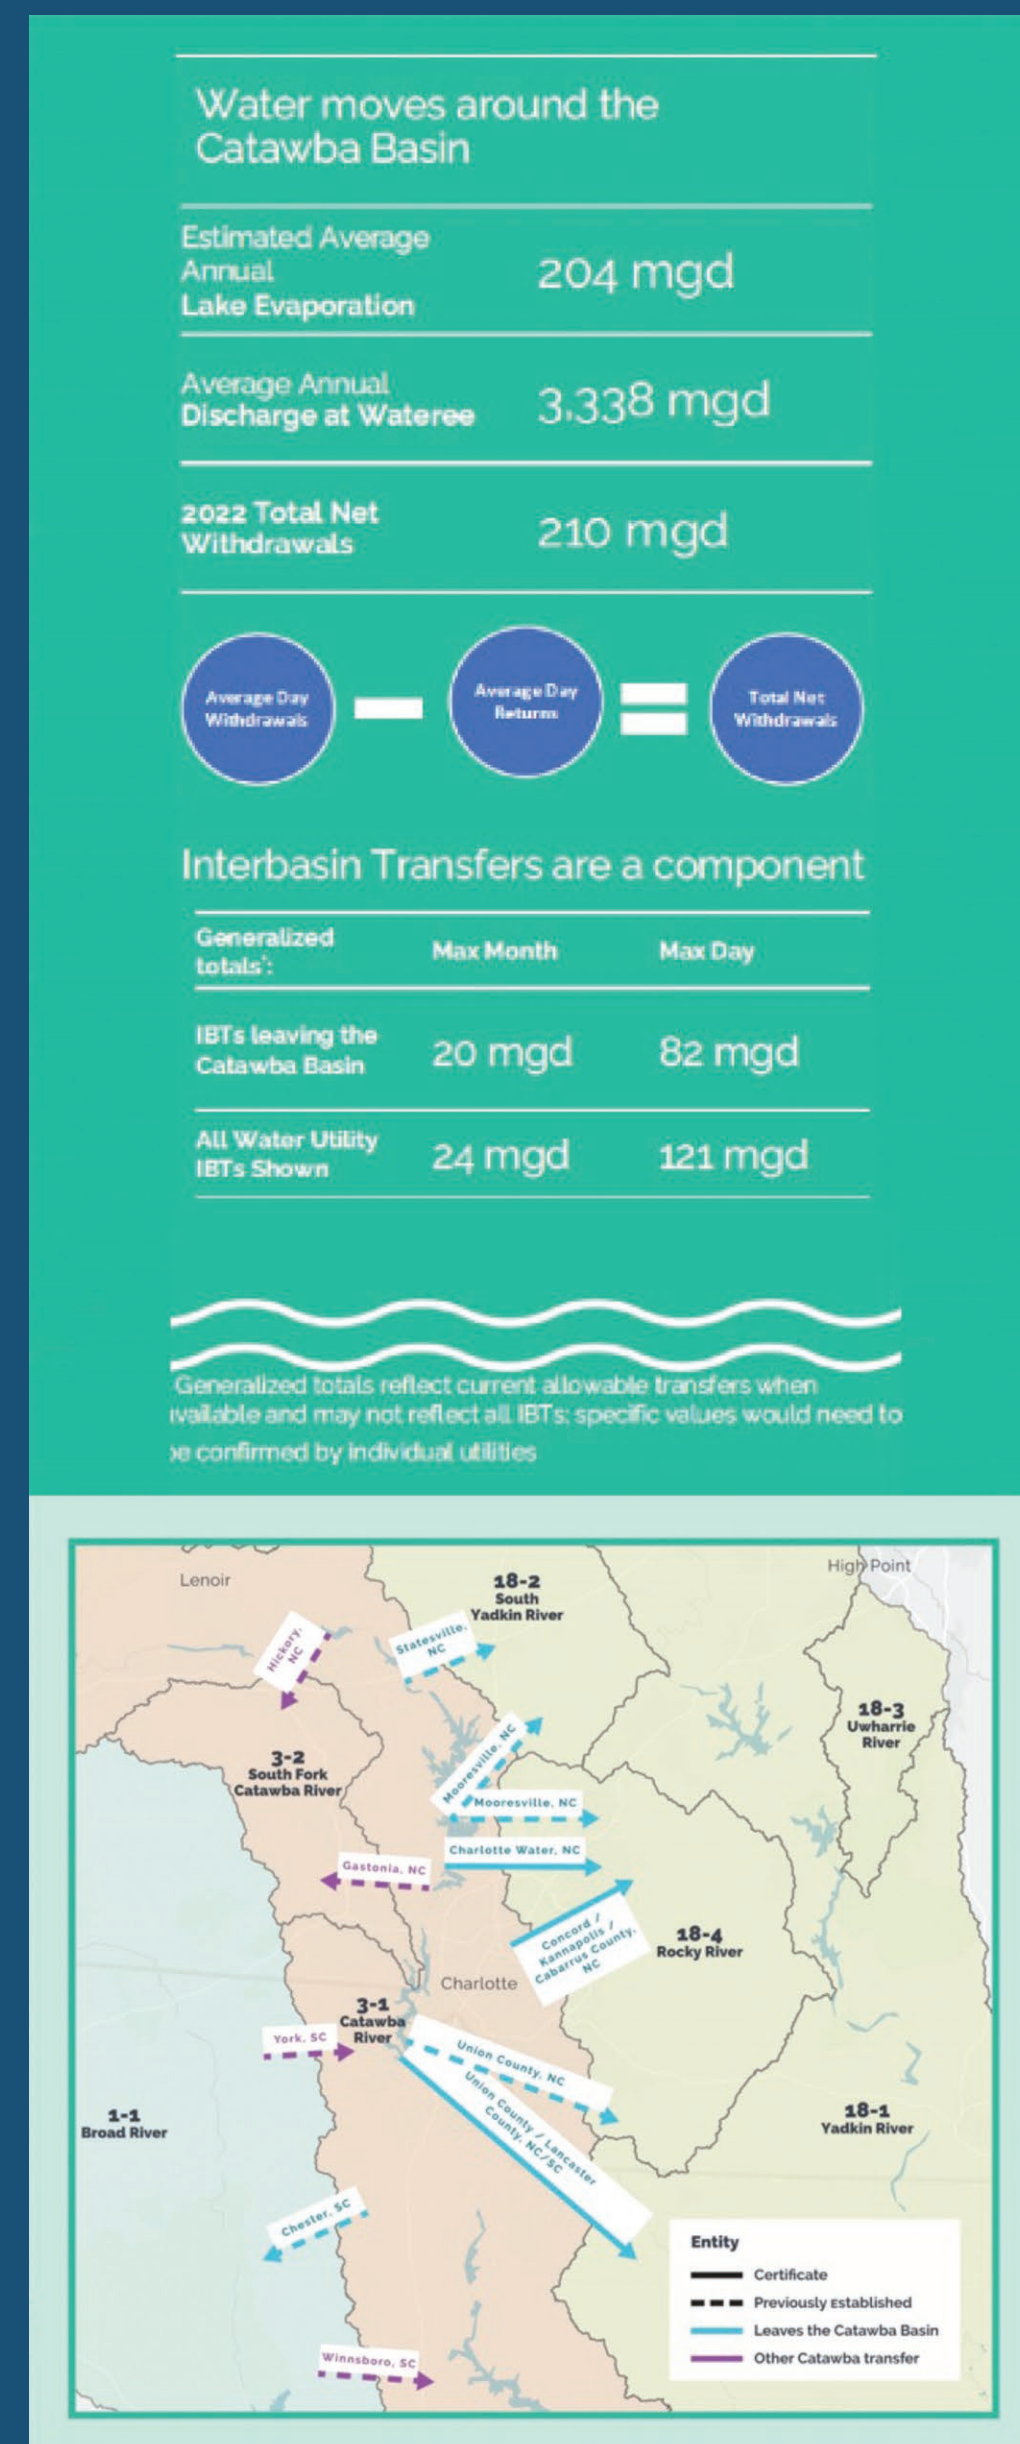 Water moves around the
Catawba Basin
Estimated Average
Annual
Lake Evaporation
204 mgd
Average Annual
Discharge at Wateree
3,338 mgd
2022 Total Net
Withdrawals
210 mgd
Average Day
Withdrawals
Average Day
Returns
Total Net
Withdrawals
Interbasin Transfers are a component
Generalized
totals*:
Max Month
Max Day
IBTs leaving the
Catawba Basin
20 mgd
82 mgd
All Water Utility
IBTs Shown
24 mgd
121 mgd
Generalized totals reflect current allowable transfers when
vailable and may not reflect all IBTs; specific values would need to
be confirmed by individual utilities
Lenoir
High Point
18-2
South
Yadkin River
Hickory,
NC
Statesville,
NC
18-3
Uwharrie
River
3-2
South Fork
Catawba River
Mooresville, NC
Mooresville, NC
Charlotte Water, NC
Gastonia, NC
Concord /
Kannapolis /
Cabarrus County,
NC
18-4
Rocky River
Charlotte
3-1
Catawba
River
York, SC
Union County, NC
Union County / Lancaster
County, NC/SC
1-1
Broad River
18-1
Yadkin River
Chester, SC
Winnsboro, SC
Entity
Certificate
Previously Established
Leaves the Catawba Basin
Other Catawba transfer